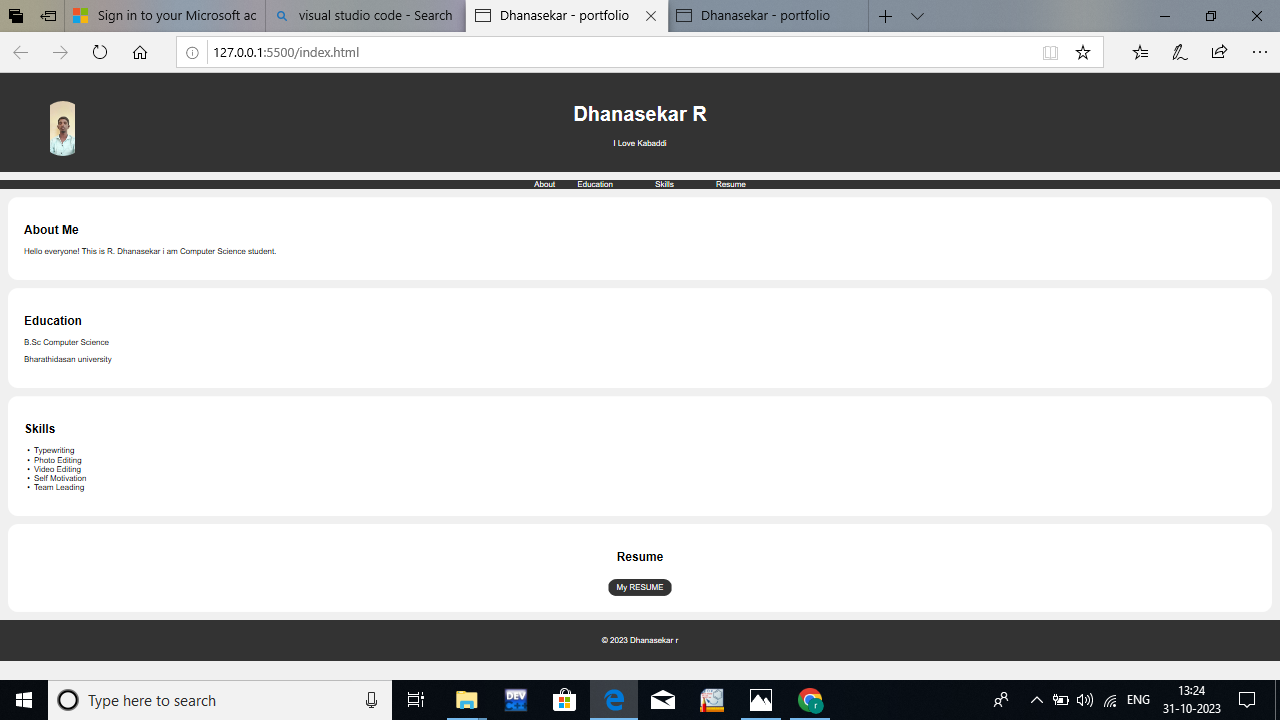 Sign in to your Microsoft ac
visual studio code - Search
Dhanasekar - portfolio
Dhanasekar - portfolio
127.0.0.1:5500/index.html
Dhanasekar R
I Love Kabaddi
About Education Skills Resume
About Me
Hello everyone! This is R. Dhanasekar i am Computer Science student.
Education
B.Sc Computer Science
Bharathidasan university
Skills
• Typewriting
• Photo Editing
• Video Editing
• Self Motivation
• Team Leading
Resume
My RESUME
© 2023 Dhanasekar r
Type here to search
DEV
r
ENG
13:24
31-10-2023